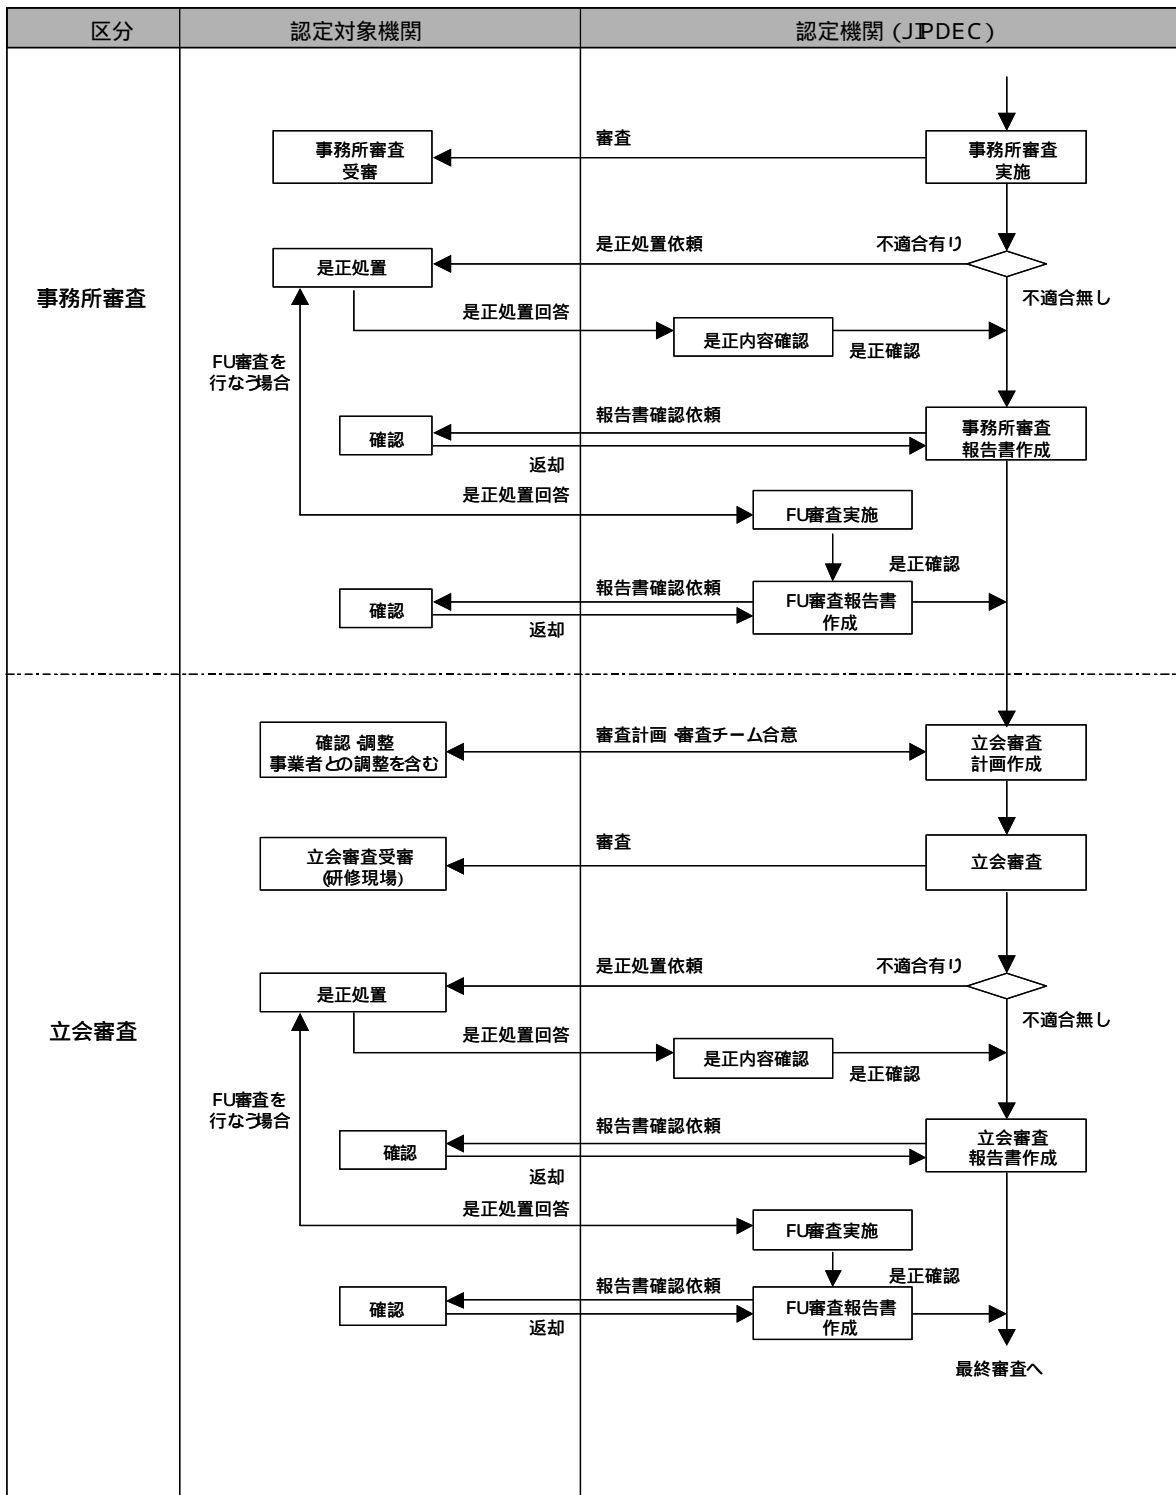 区分
認定対象機関
認定機関 (JIPDEC)
審査
事務所審査
受審
事務所審査
実施
是正処置依頼
不適合有り
是正処置
事務所審査
不適合無し
是正処置回答
是正内容確認
是正確認
FU審査を
行なう場合
報告書確認依頼
確認
事務所審査
報告書作成
返却
是正処置回答
FU審査実施
是正確認
報告書確認依頼
確認
FU審査報告書
作成
返却
審査計画・審査チーム合意
確認・調整
事業者との調整を含む
立会審査
計画作成
審査
立会審査受審
(研修現場)
立会審査
是正処置依頼
不適合有り
是正処置
不適合無し
立会審査
是正処置回答
是正内容確認
是正確認
FU審査を
行なう場合
報告書確認依頼
確認
立会審査
報告書作成
返却
是正処置回答
FU審査実施
是正確認
報告書確認依頼
確認
FU審査報告書
作成
返却
最終審査へ